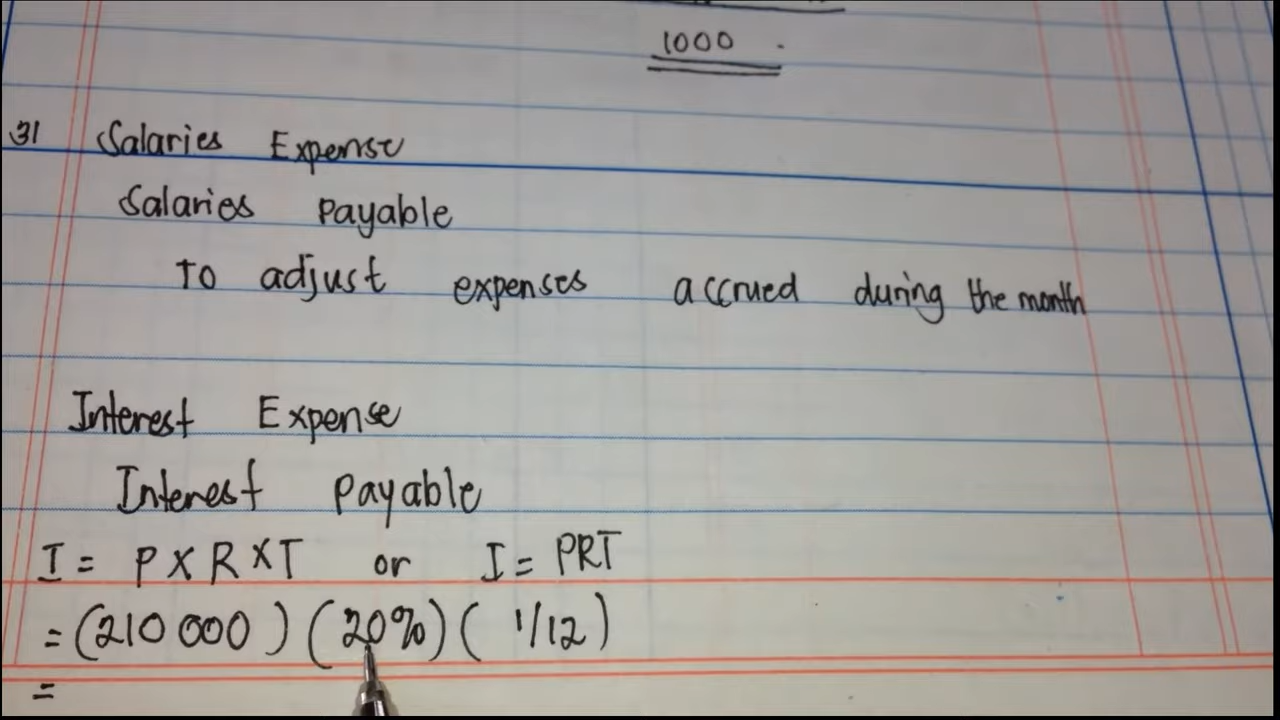 1000
31 Salaries Expense
Salaries payable
To adjust expenses accrued during the month
Interest Expense
Interest payable
I = P X R X T or I = PRT
= (210 000) (20%) ( 1/12)
=